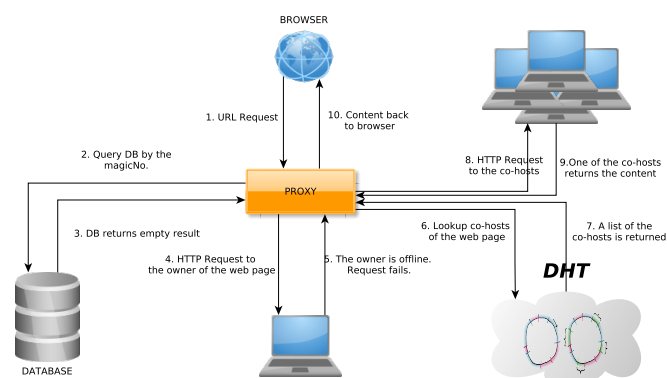 BROWSER
1. URL Request
10. Content back
to browser
2. Query DB by the
magicNo.
8. HTTP Request
to the co-hosts
9.One of the co-hosts
returns the content
PROXY
3. DB returns empty result
6. Lookup co-hosts
of the web page
7. A list of the
co-hosts is returned
4. HTTP Request to
the owner of the web page
5. The owner is offline.
Request fails.
DHT
DATABASE